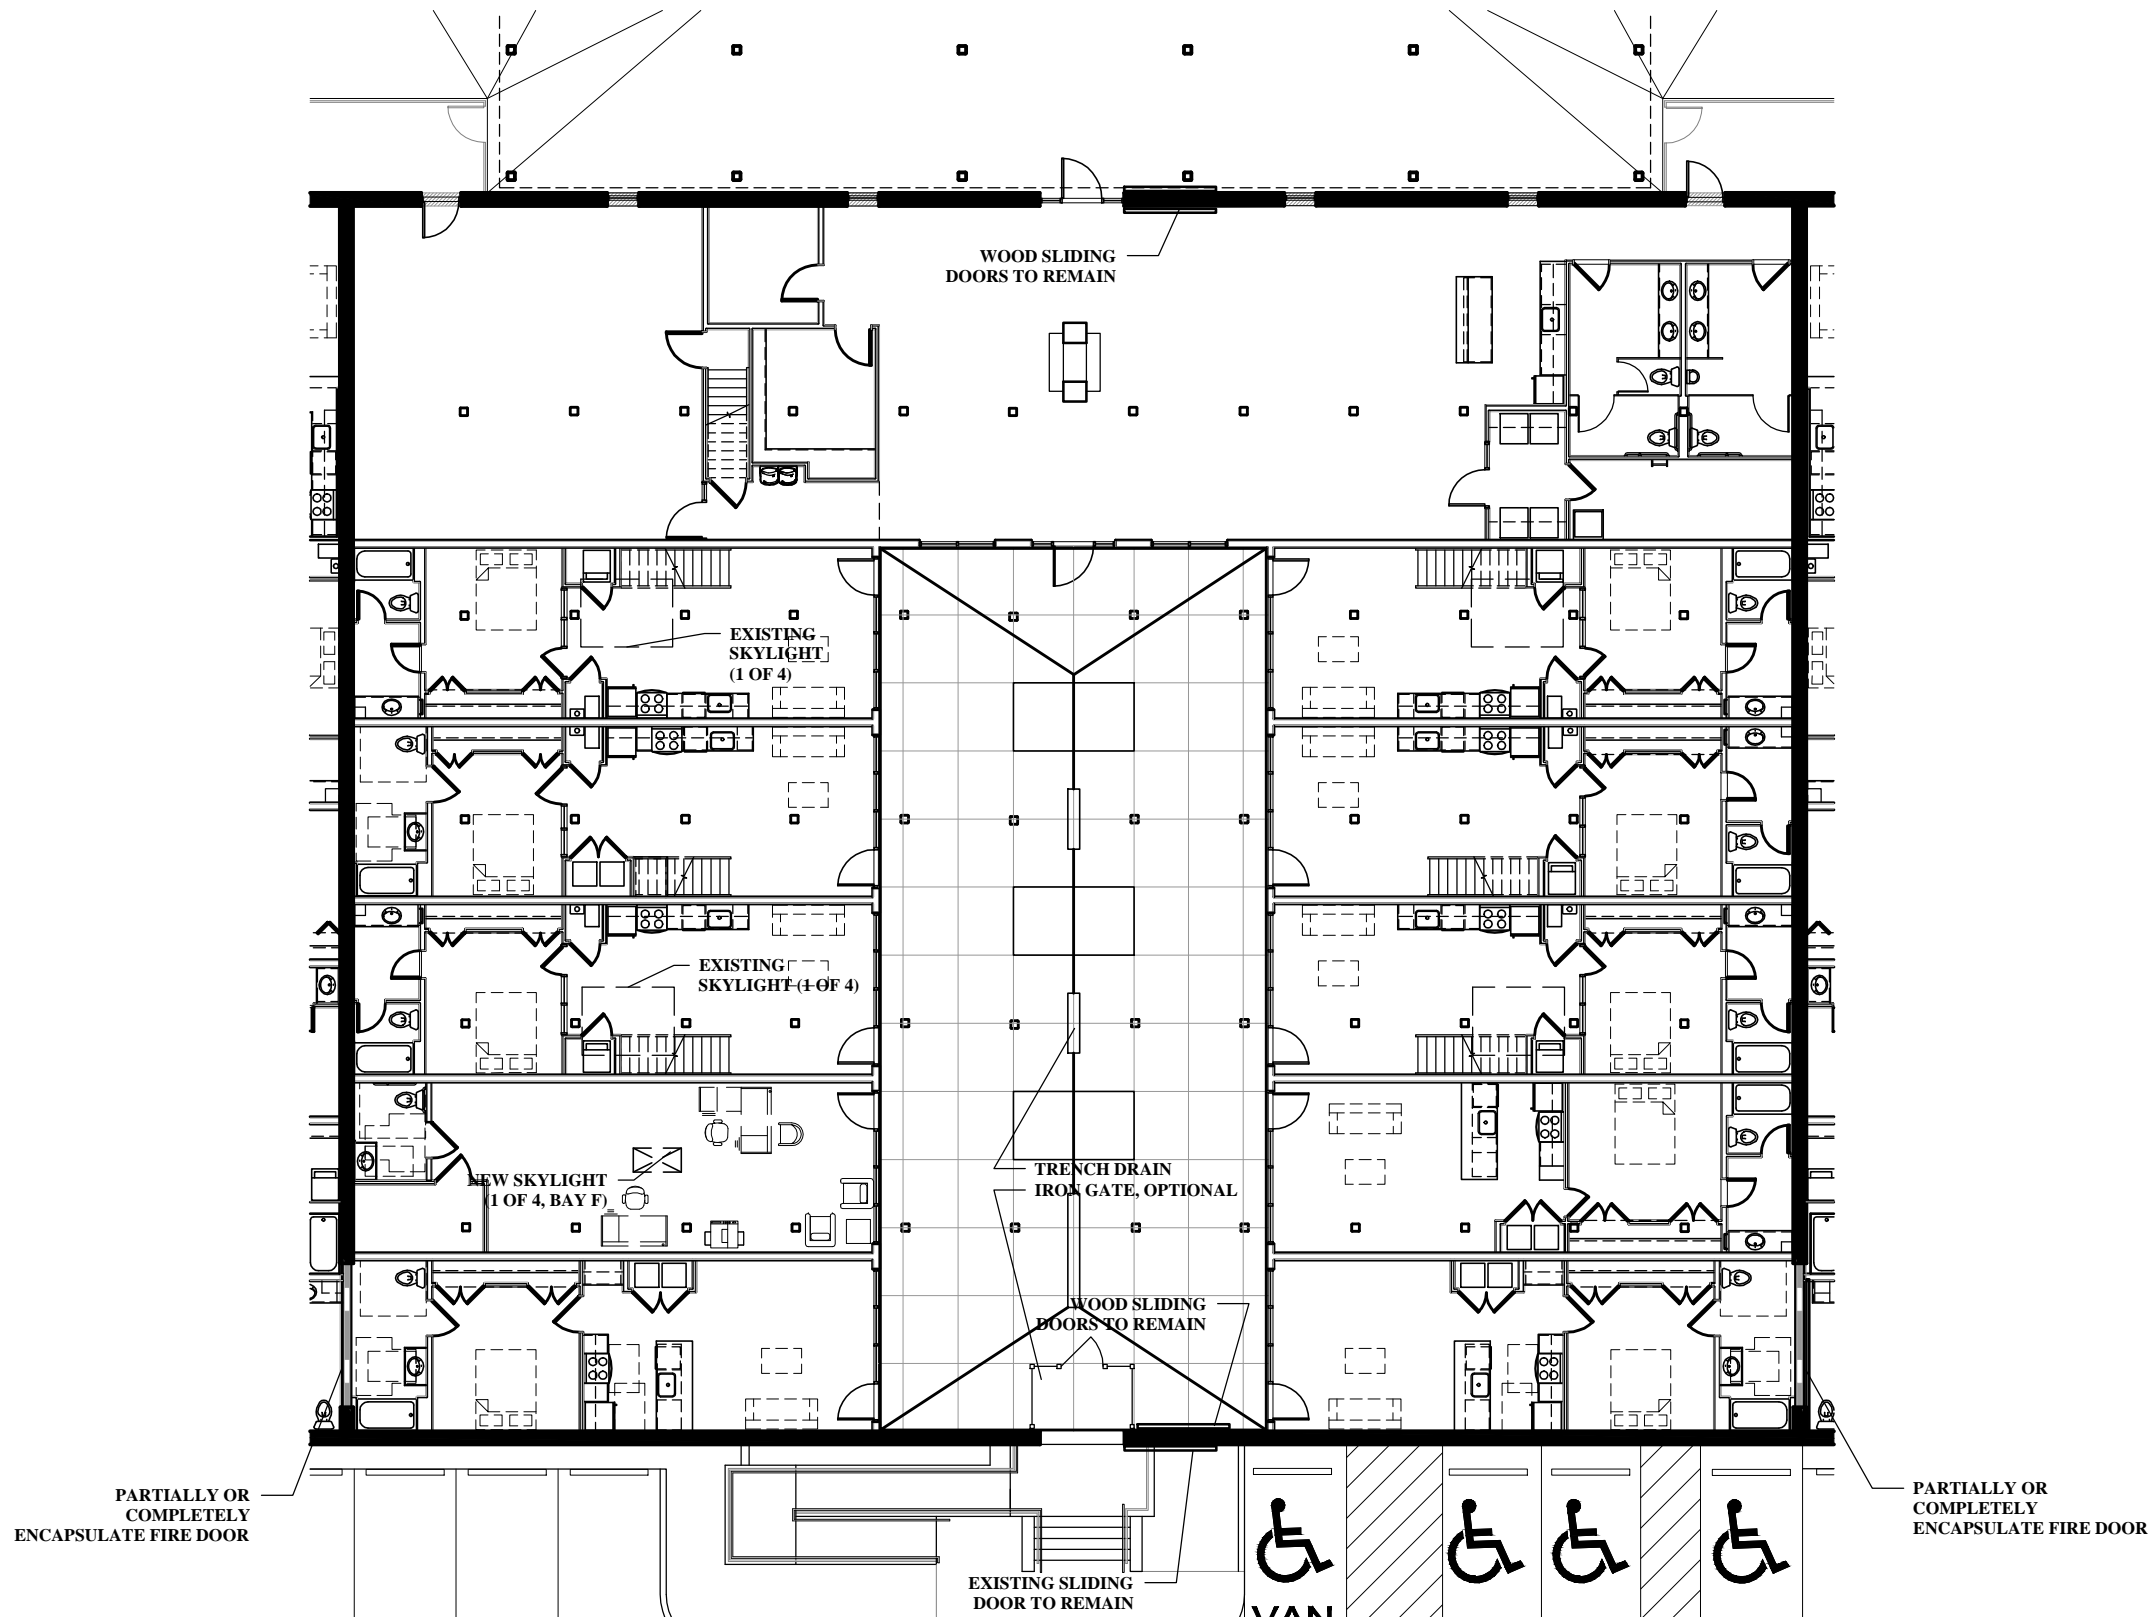 WOOD SLIDING
DOORS TO REMAIN
EXISTING
SKYLIGHT
(1 OF 4)
EXISTING
SKYLIGHT (1 OF 4)
NEW SKYLIGHT
(1 OF 4, BAY F)
TRENCH DRAIN
IRON GATE, OPTIONAL
WOOD SLIDING
DOORS TO REMAIN
PARTIALLY OR
COMPLETELY
ENCAPSULATE FIRE DOOR
PARTIALLY OR
COMPLETELY
ENCAPSULATE FIRE DOOR
EXISTING SLIDING
DOOR TO REMAIN
VAN